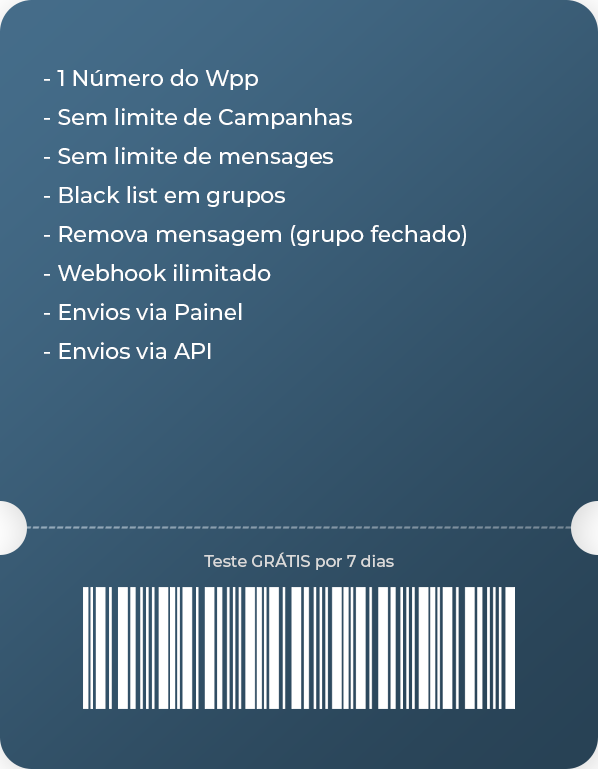 - 1 Número do Wpp
- Sem limite de Campanhas
- Sem limite de mensages
- Black list em grupos
- Remova mensagem (grupo fechado)
- Webhook ilimitado
- Envios via Painel
- Envios via API
Teste GRÁTIS por 7 dias